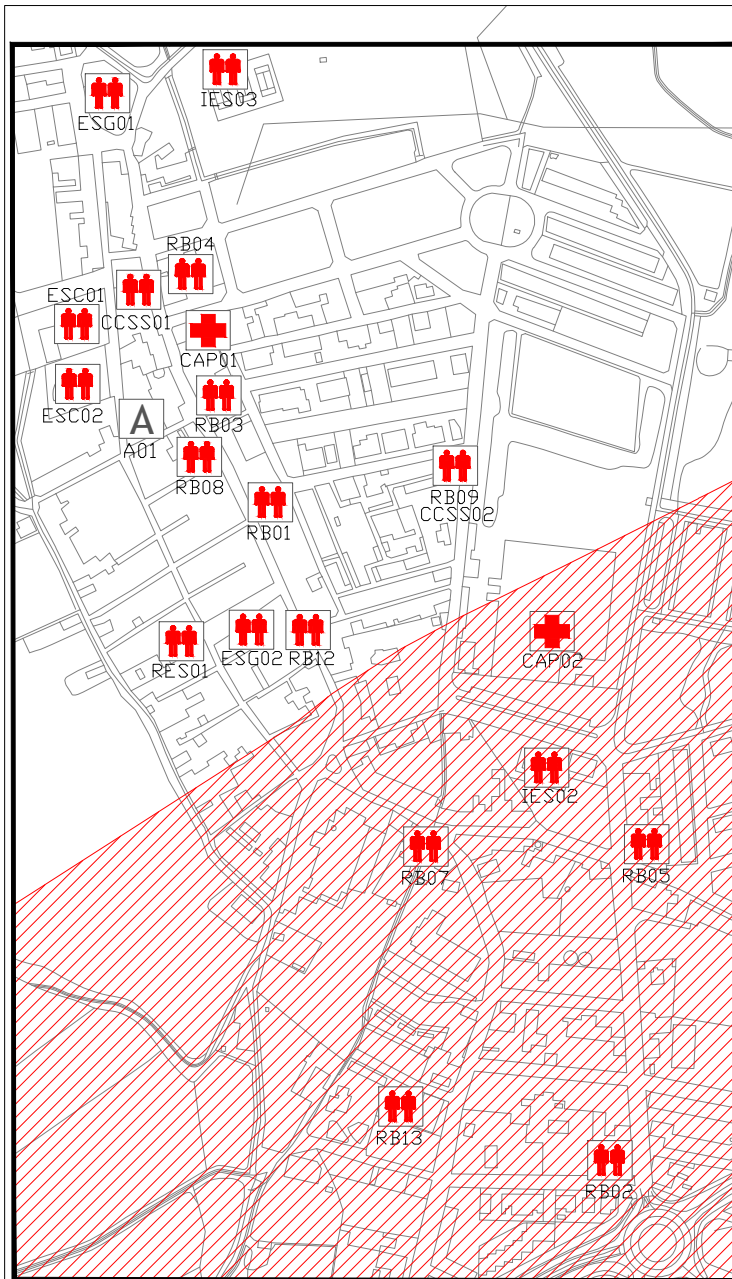 IES03
ESG01
RB04
ESC01
CCSS01
CAP01
ESC02
RB03
A
A01
RB08
RB09
CCSS02
RB01
ESG02
RB12
RES01
CAP02
IES02
RB07
RB05
RB13
RB02